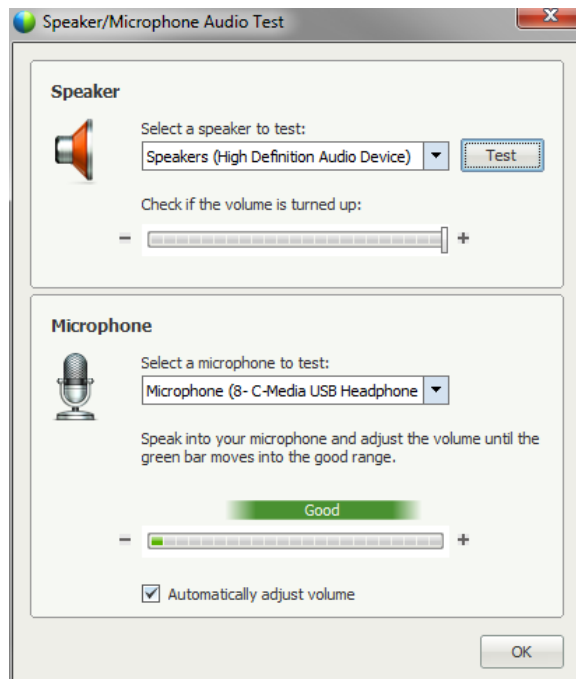 Speaker/Microphone Audio Test
Speaker
Select a speaker to test:
Speakers (High Definition Audio Device)
Test
Check if the volume is turned up:
- +
Microphone
Select a microphone to test:
Microphone (8- C-Media USB Headphone
Speak into your microphone and adjust the volume until the
green bar moves into the good range.
Good
- +
Automatically adjust volume
OK